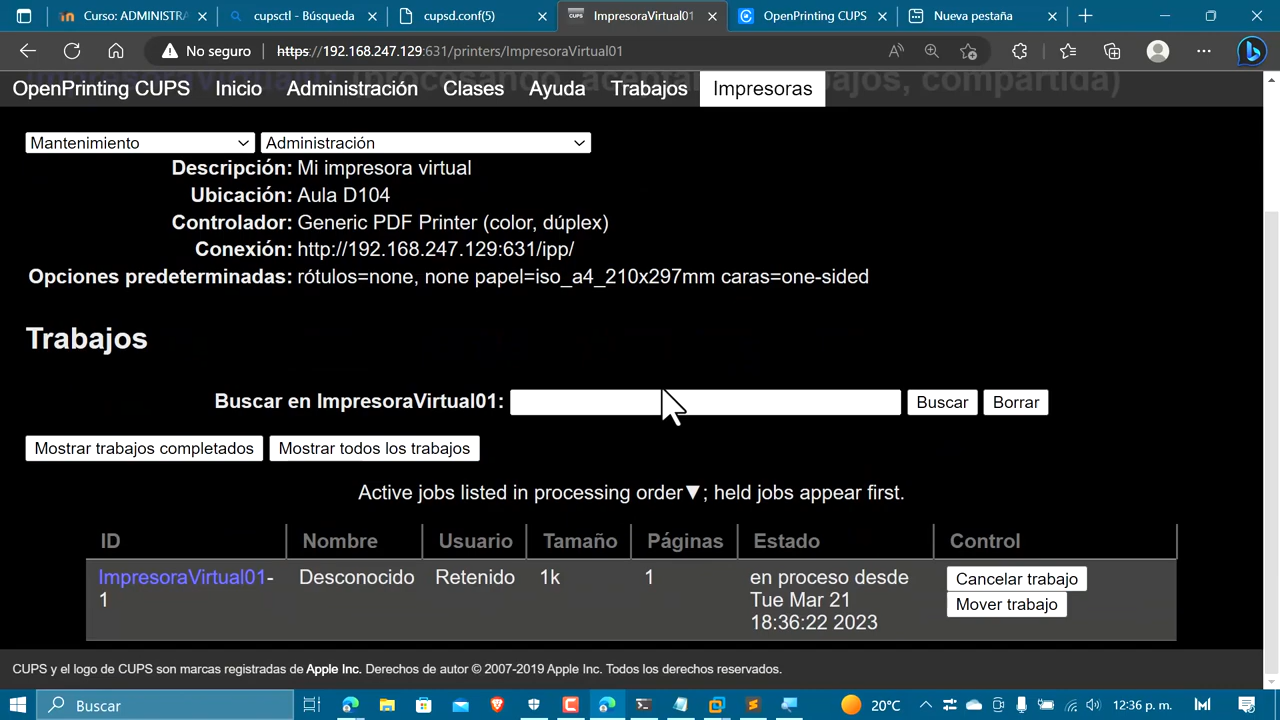 Curso: ADMINISTRA
cupsctl - Búsqueda
cupsd.conf(5)
ImpresoraVirtual01
OpenPrinting CUPS
Nueva pestaña
No seguro
https://192.168.247.129:631/printers/ImpresoraVirtual01
OpenPrinting CUPS Inicio Administración Clases Ayuda Trabajos Impresoras
Mantenimiento Administración
Descripción: Mi impresora virtual
Ubicación: Aula D104
Controlador: Generic PDF Printer (color, dúplex)
Conexión: http://192.168.247.129:631/ipp/
Opciones predeterminadas: rótulos=none, none papel=iso_a4_210x297mm caras=one-sided
Trabajos
Buscar en ImpresoraVirtual01: Buscar Borrar
Mostrar trabajos completados Mostrar todos los trabajos
Active jobs listed in processing order▼; held jobs appear first.
ID Nombre Usuario Tamaño Páginas Estado Control
ImpresoraVirtual01-1 Desconocido Retenido 1k 1 en proceso desde Tue Mar 21 18:36:22 2023 Cancelar trabajo Mover trabajo
CUPS y el logo de CUPS son marcas registradas de Apple Inc. Derechos de autor © 2007-2019 Apple Inc. Todos los derechos reservados.
Buscar
20°C
12:36 p. m.